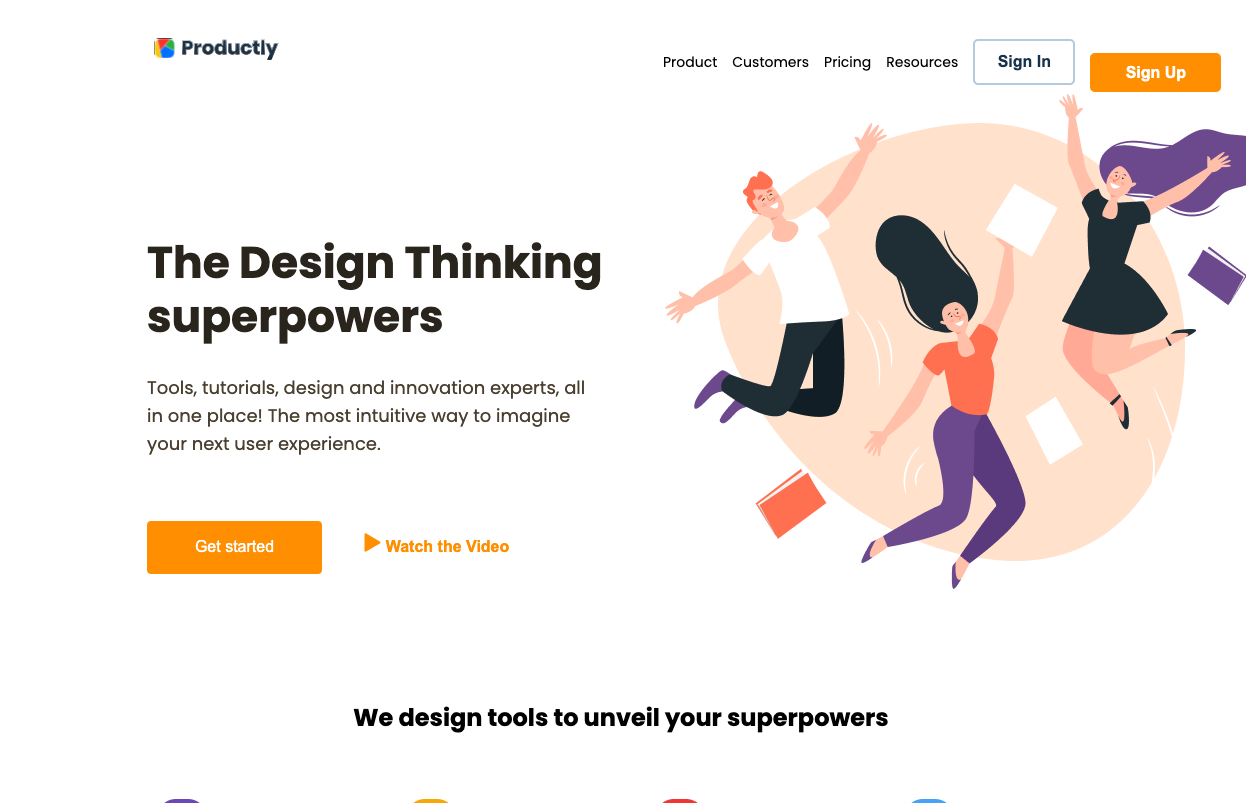 Productly
Product Customers Pricing Resources Sign In Sign Up
The Design Thinking
superpowers
Tools, tutorials, design and innovation experts, all
in one place! The most intuitive way to imagine
your next user experience.
Get started Watch the Video
We design tools to unveil your superpowers